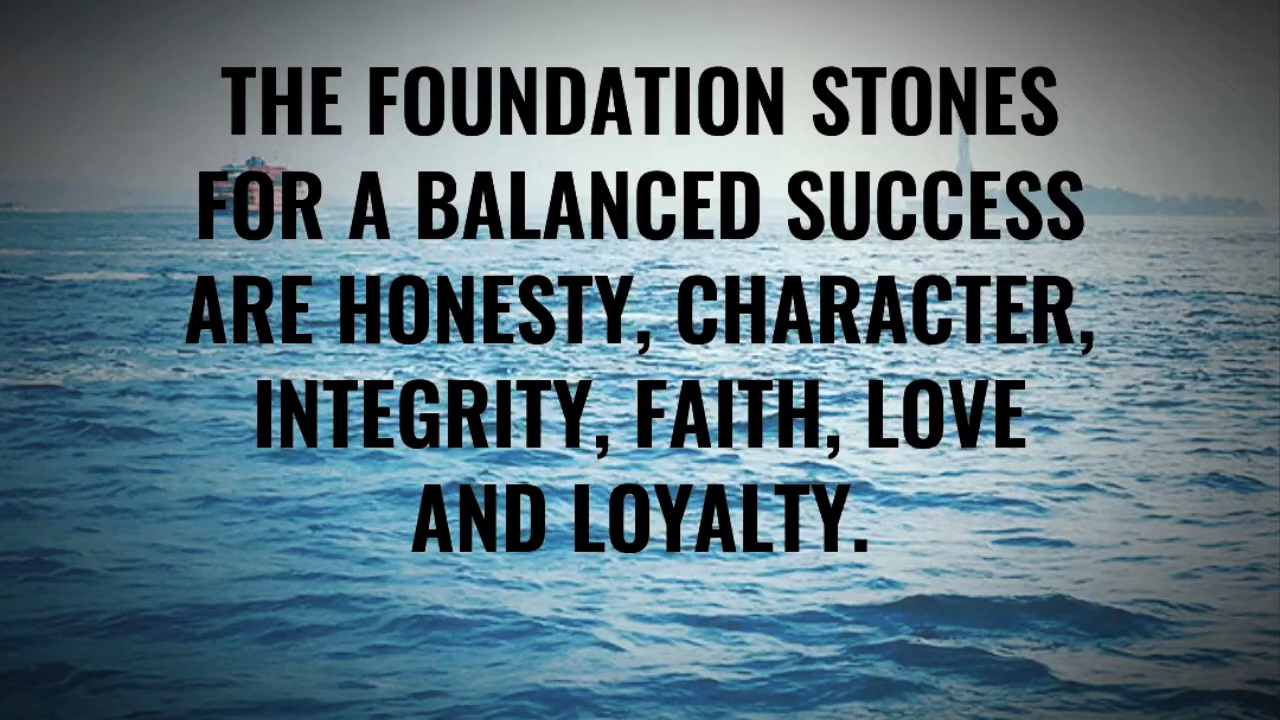 THE FOUNDATION STONES
FOR A BALANCED SUCCESS
ARE HONESTY, CHARACTER,
INTEGRITY, FAITH, LOVE
AND LOYALTY.